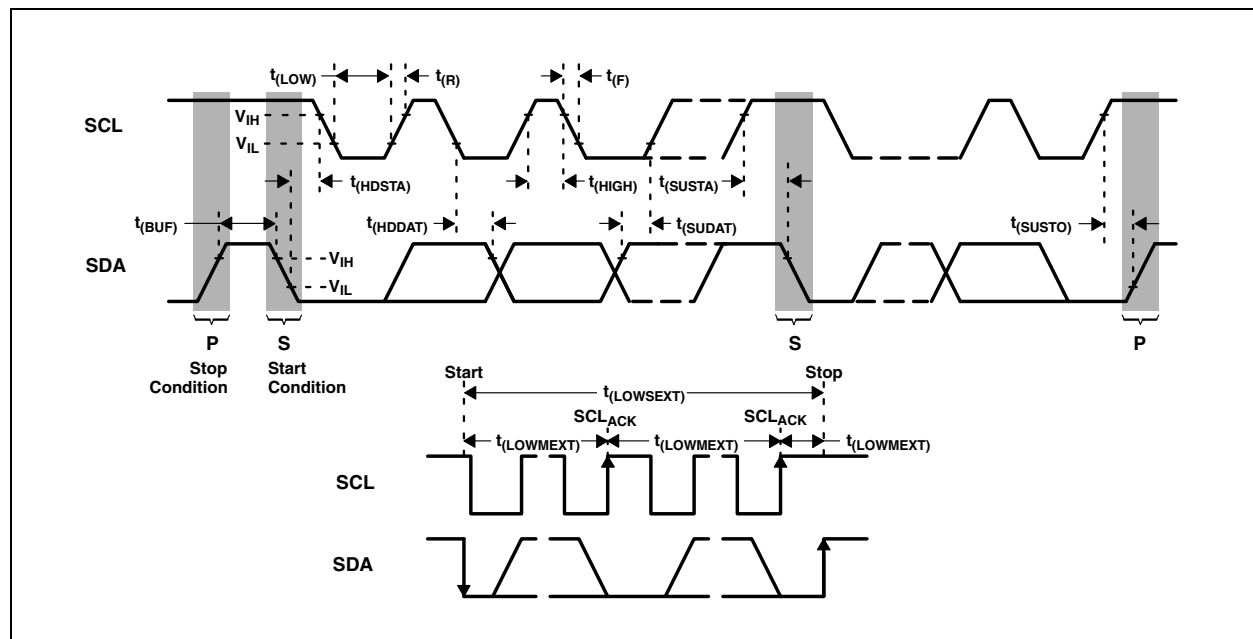 t(LOW)
t(R)
t(F)
SCL
VIH
VIL
t(HDSTA)
t(HIGH)
t(SUSTA)
t(BUF)
t(HDDAT)
t(SUDAT)
t(SUSTO)
SDA
VIH
VIL
P
S
S
P
Stop
Condition
Start
Condition
Start
Stop
t(LOWSEXT)
SCLACK
SCLACK
t(LOWMEXT)
t(LOWMEXT)
t(LOWMEXT)
SCL
SDA